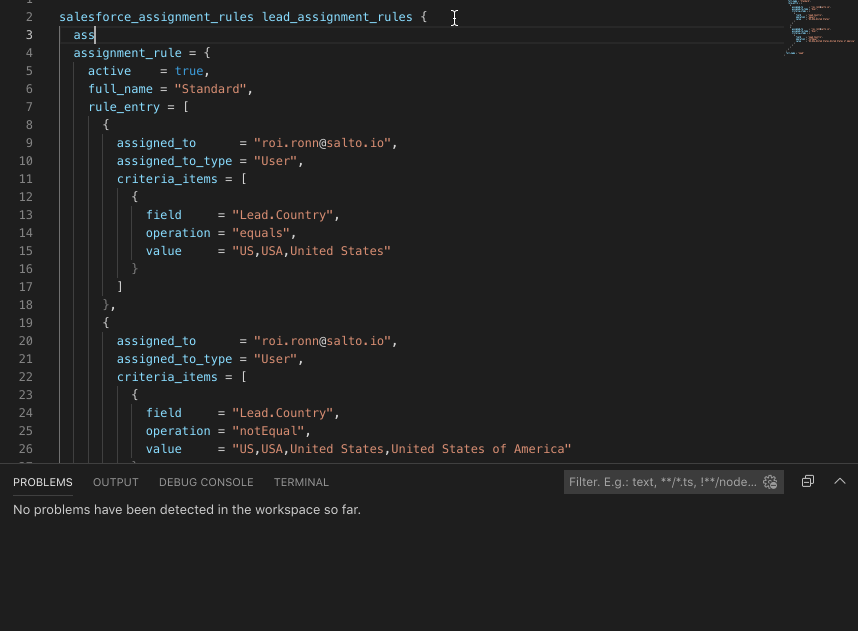 2 salesforce_assignment_rules lead_assignment_rules {
3 ass
4 assignment_rule = {
5 active = true,
6 full_name = "Standard",
7 rule_entry = [
8 {
9 assigned_to = "roi.ronn@salto.io",
10 assigned_to_type = "User",
11 criteria_items = [
12 {
13 field = "Lead.Country",
14 operation = "equals",
15 value = "US,USA,United States"
16 }
17 ]
18 },
19 {
20 assigned_to = "roi.ronn@salto.io",
21 assigned_to_type = "User",
22 criteria_items = [
23 {
24 field = "Lead.Country",
25 operation = "notEqual",
26 value = "US,USA,United States,United States of America"
PROBLEMS OUTPUT DEBUG CONSOLE TERMINAL Filter. E.g.: text, **/*.ts, !**/node...
No problems have been detected in the workspace so far.